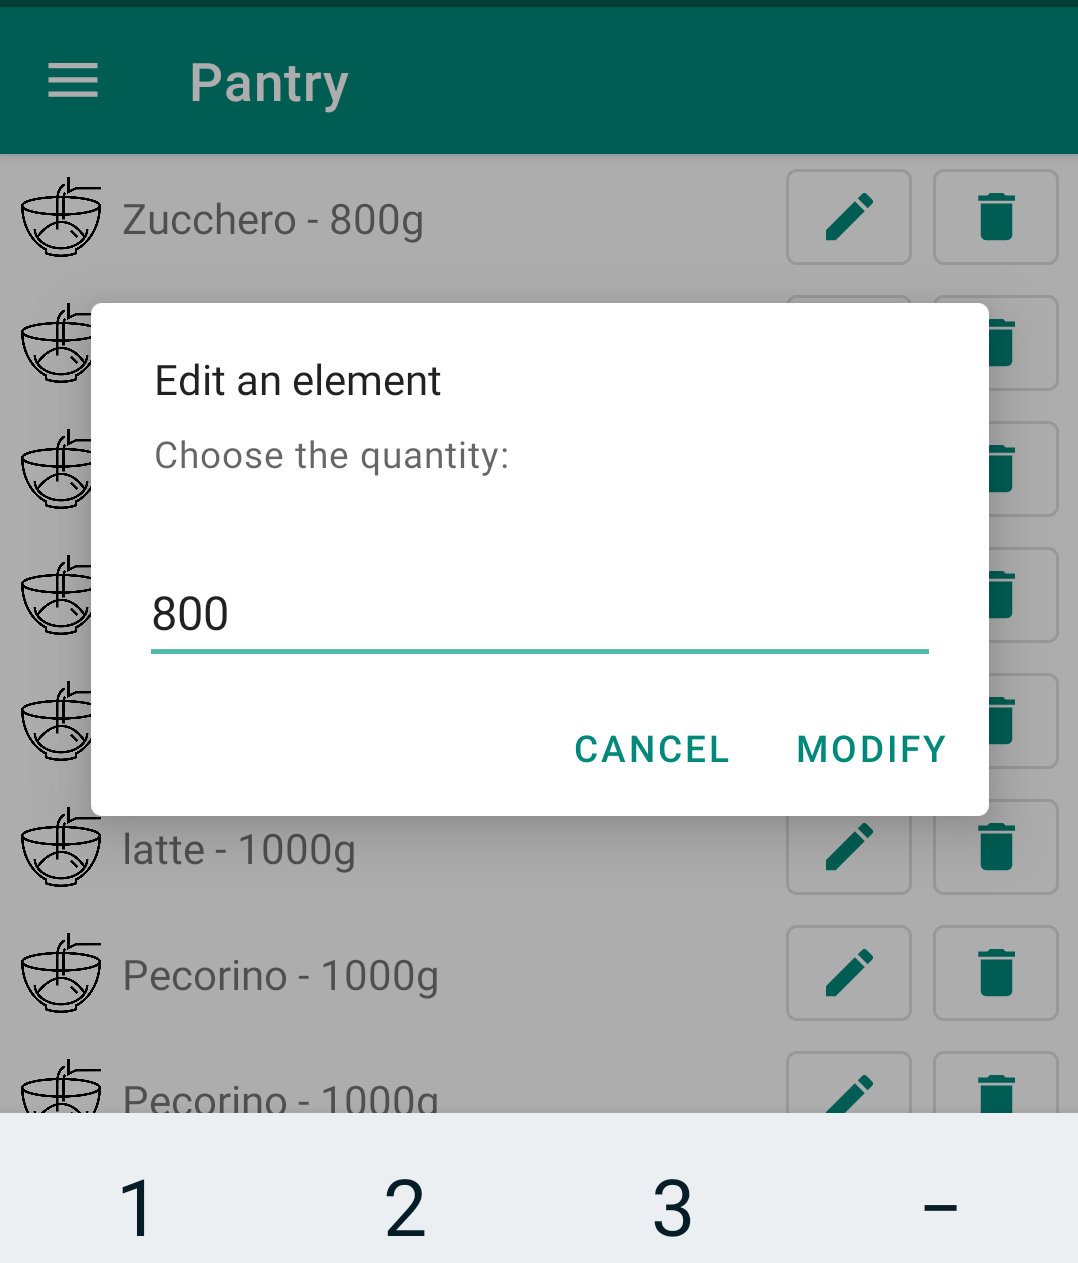 Pantry
Zucchero - 800g
Edit an element
Choose the quantity:
800
CANCEL MODIFY
latte - 1000g
Pecorino - 1000g
Pecorino - 1000g
1 2 3 -